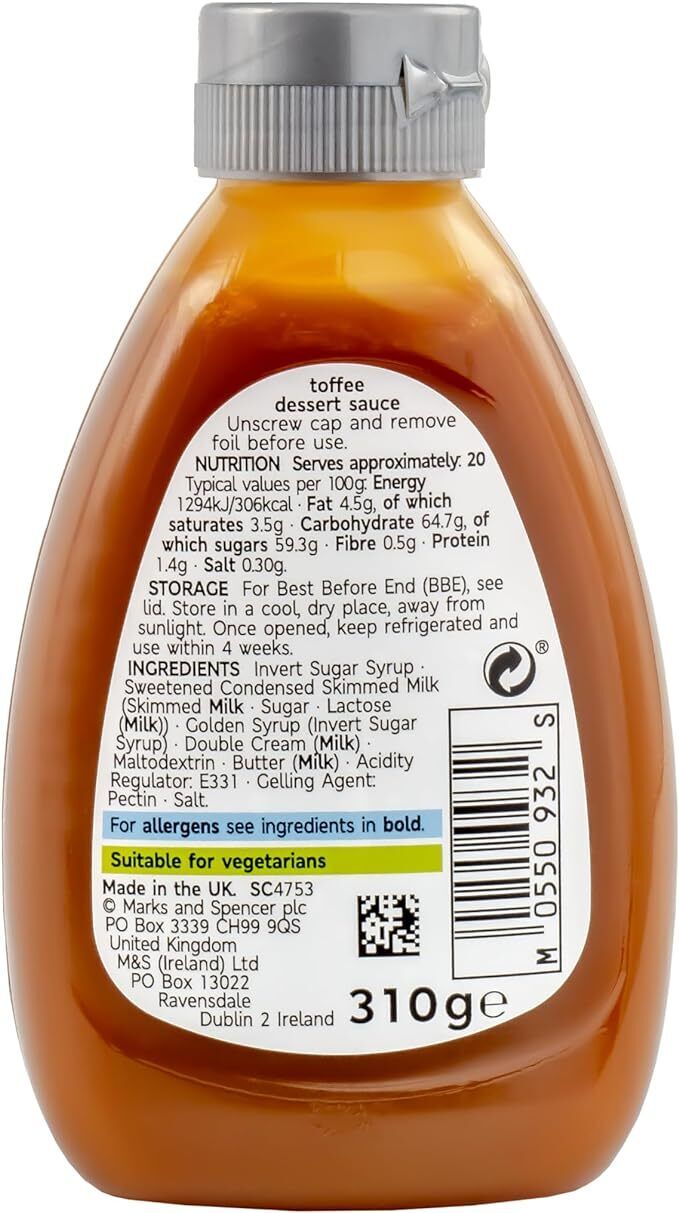 toffee
dessert sauce
Unscrew cap and remove
foil before use.
NUTRITION Serves approximately: 20
Typical values per 100g: Energy
1294kJ/306kcal · Fat 4.5g, of which
saturates 3.5g · Carbohydrate 64.7g, of
which sugars 59.3g · Fibre 0.5g · Protein
1.4g · Salt 0.30g.
STORAGE For Best Before End (BBE), see
lid. Store in a cool, dry place, away from
sunlight. Once opened, keep refrigerated and
use within 4 weeks.
INGREDIENTS Invert Sugar Syrup ·
Sweetened Condensed Skimmed Milk
(Skimmed Milk · Sugar · Lactose
(Milk)) · Golden Syrup (Invert Sugar
Syrup) · Double Cream (Milk) ·
Maltodextrin · Butter (Milk) · Acidity
Regulator: E331 · Gelling Agent:
Pectin · Salt.
®
For allergens see ingredients in bold.
Suitable for vegetarians
Made in the UK. SC4753
© Marks and Spencer plc
PO Box 3339 CH99 9QS
United Kingdom
M&S (Ireland) Ltd
PO Box 13022
Ravensdale
Dublin 2 Ireland
310g℮
M 0550 932 S